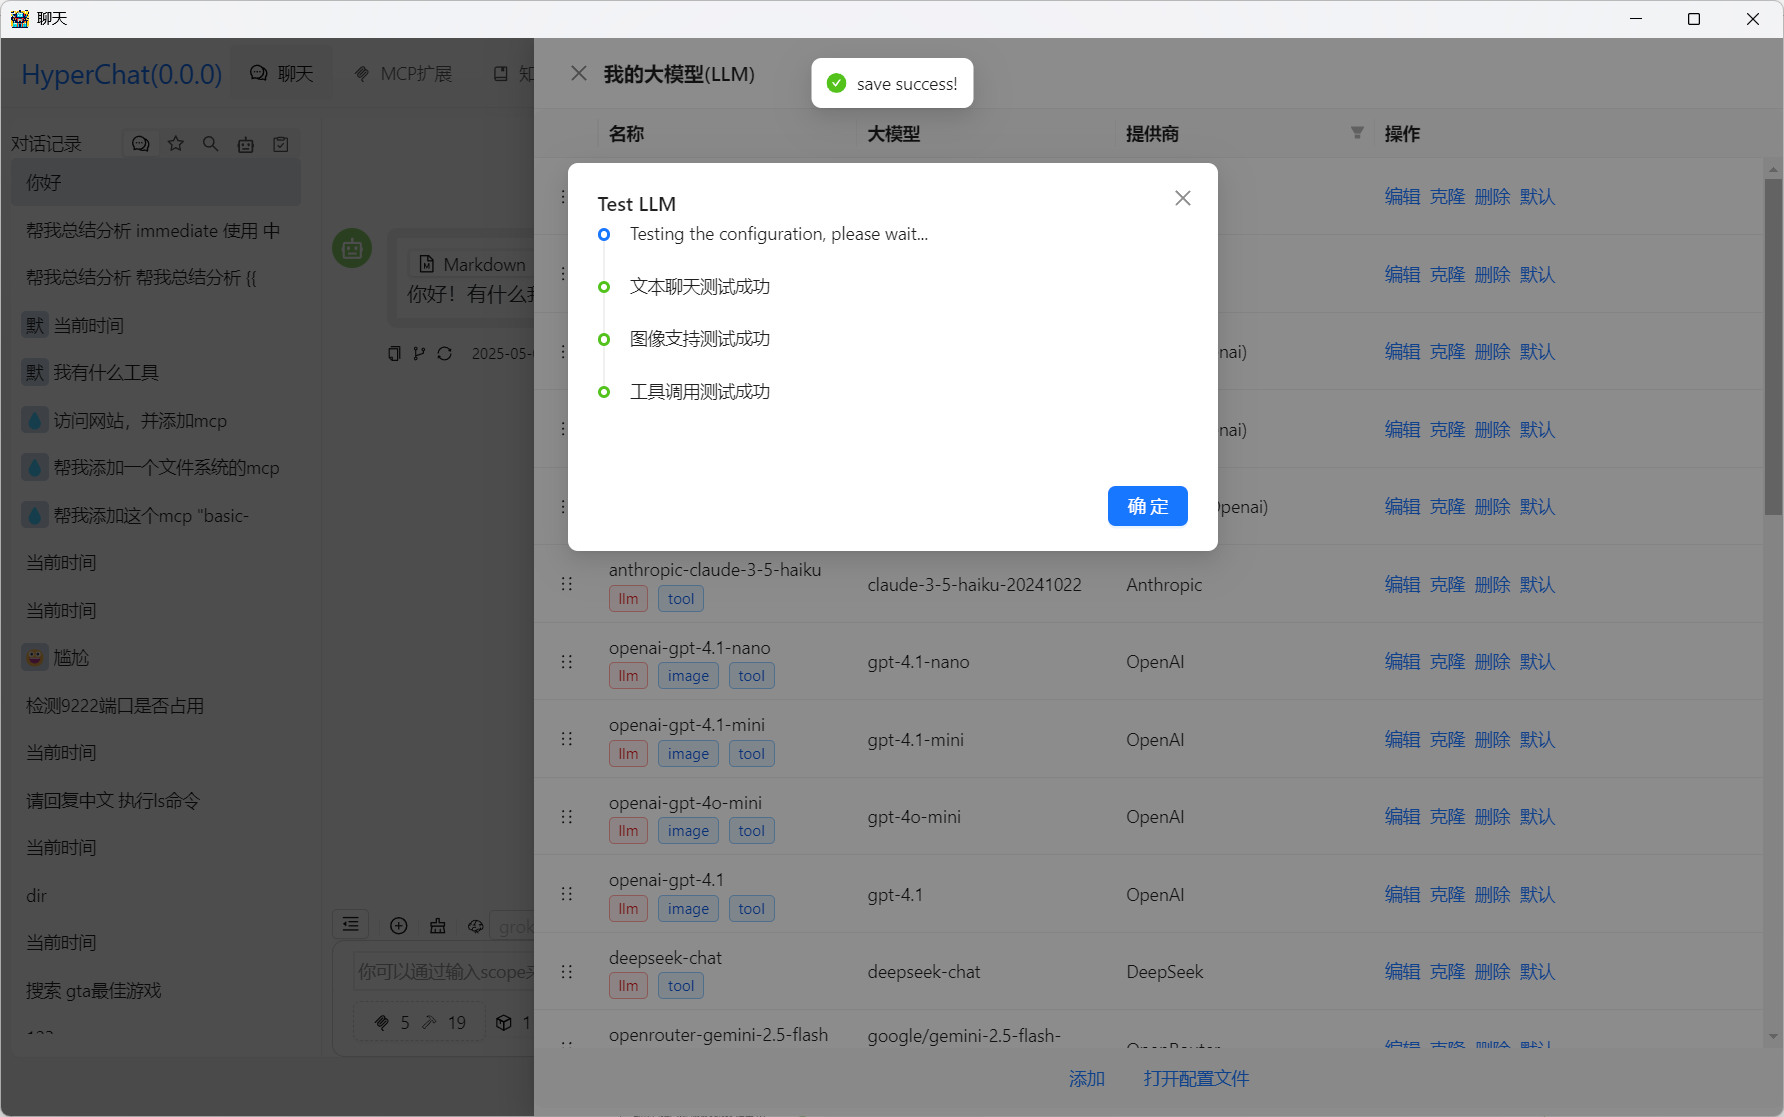 聊天
HyperChat(0.0.0)
聊天
MCP扩展
知
对话记录
你好
帮我总结分析 immediate 使用 中
帮我总结分析 帮我总结分析 {{
默 当前时间
默 我有什么工具
访问网站，并添加mcp
帮我添加一个文件系统的mcp
帮我添加这个mcp "basic-
当前时间
当前时间
尴尬
检测9222端口是否占用
当前时间
请回复中文 执行ls命令
当前时间
dir
当前时间
搜索 gta最佳游戏
Markdown
你好！有什么
2025-05-
grok
你可以通过输入scope
5 19 1
我的大模型(LLM)
save success!
名称 大模型 提供商 操作
编辑 克隆 删除 默认
编辑 克隆 删除 默认
nai) 编辑 克隆 删除 默认
nai) 编辑 克隆 删除 默认
Openai) 编辑 克隆 删除 默认
Test LLM
Testing the configuration, please wait...
文本聊天测试成功
图像支持测试成功
工具调用测试成功
确 定
anthropic-claude-3-5-haiku
llm tool
claude-3-5-haiku-20241022 Anthropic 编辑 克隆 删除 默认
openai-gpt-4.1-nano
llm image tool
gpt-4.1-nano OpenAI 编辑 克隆 删除 默认
openai-gpt-4.1-mini
llm image tool
gpt-4.1-mini OpenAI 编辑 克隆 删除 默认
openai-gpt-4o-mini
llm image tool
gpt-4o-mini OpenAI 编辑 克隆 删除 默认
openai-gpt-4.1
llm image tool
gpt-4.1 OpenAI 编辑 克隆 删除 默认
deepseek-chat
llm tool
deepseek-chat DeepSeek 编辑 克隆 删除 默认
openrouter-gemini-2.5-flash
google/gemini-2.5-flash-
OpenRouter 编辑 克隆 删除 默认
添加 打开配置文件